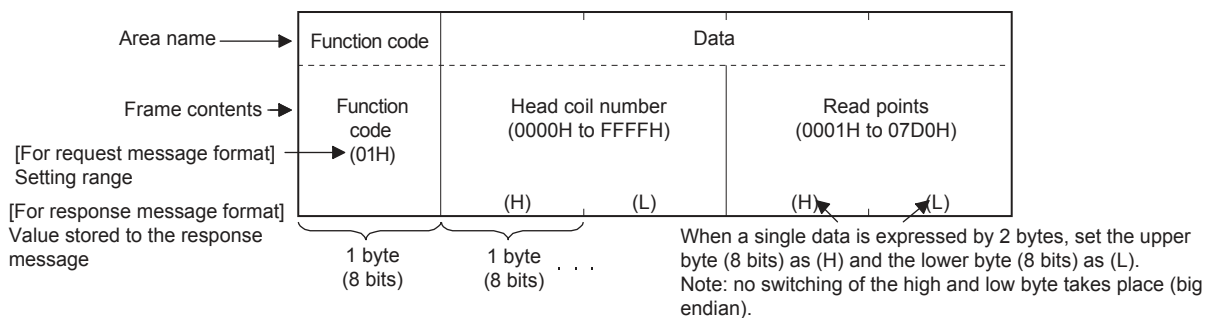 Area name
Function code
Data
Frame contents
Function
code
(01H)
Head coil number
(0000H to FFFFH)
Read points
(0001H to 07D0H)
[For request message format]
Setting range
(H)
(L)
(H)
(L)
[For response message format]
Value stored to the response
message
1 byte
(8 bits)
1 byte
(8 bits)
. . .
When a single data is expressed by 2 bytes, set the upper
byte (8 bits) as (H) and the lower byte (8 bits) as (L).
Note: no switching of the high and low byte takes place (big
endian).